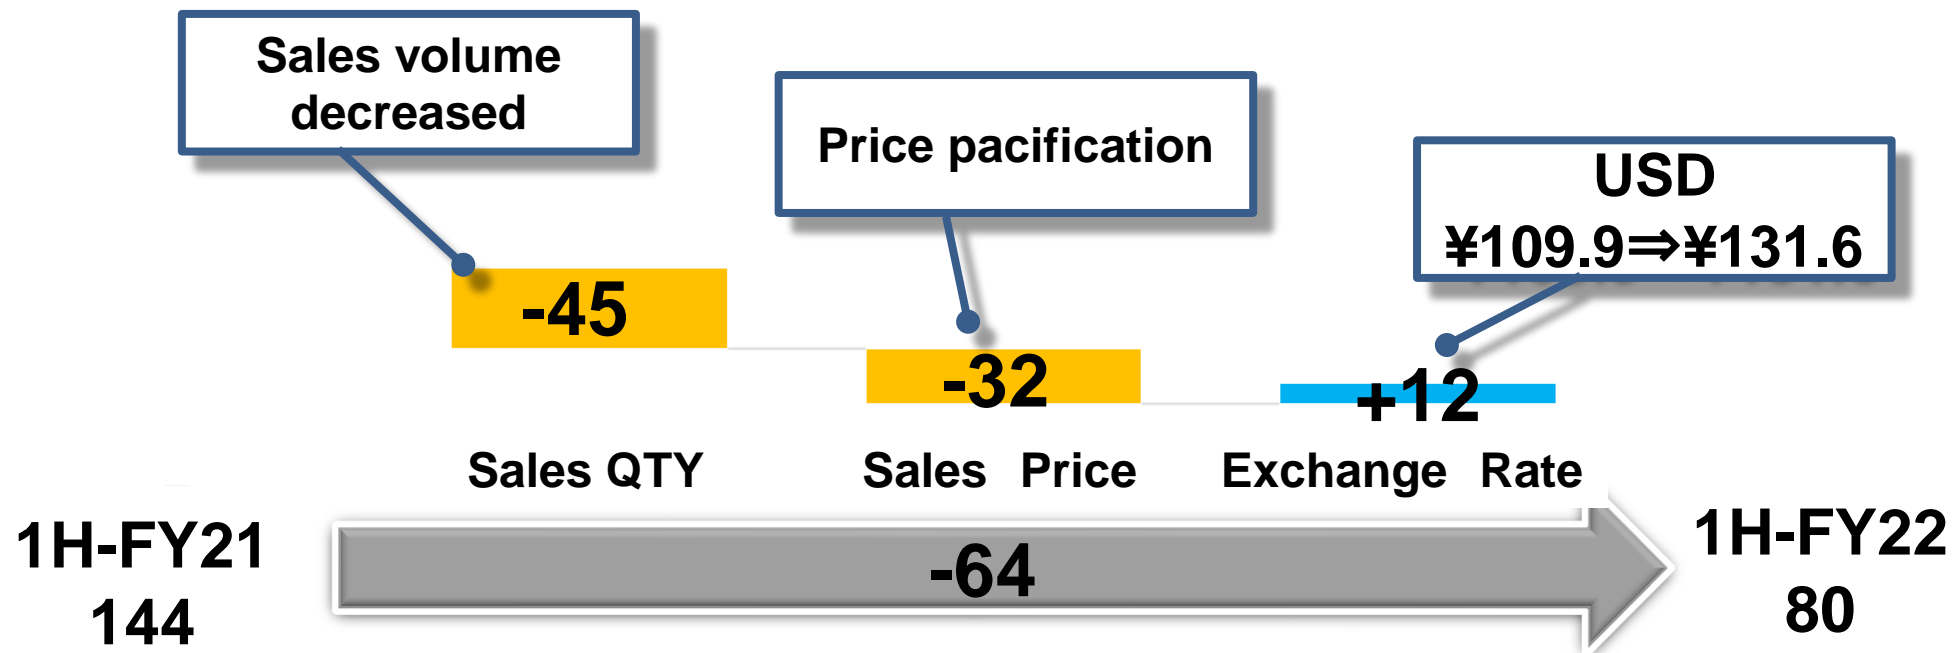 Sales volume
decreased
Price pacification
USD
¥109.9⇒¥131.6
-45
-32
+12
Sales QTY
Sales Price
Exchange Rate
1H-FY21
144
-64
1H-FY22
80